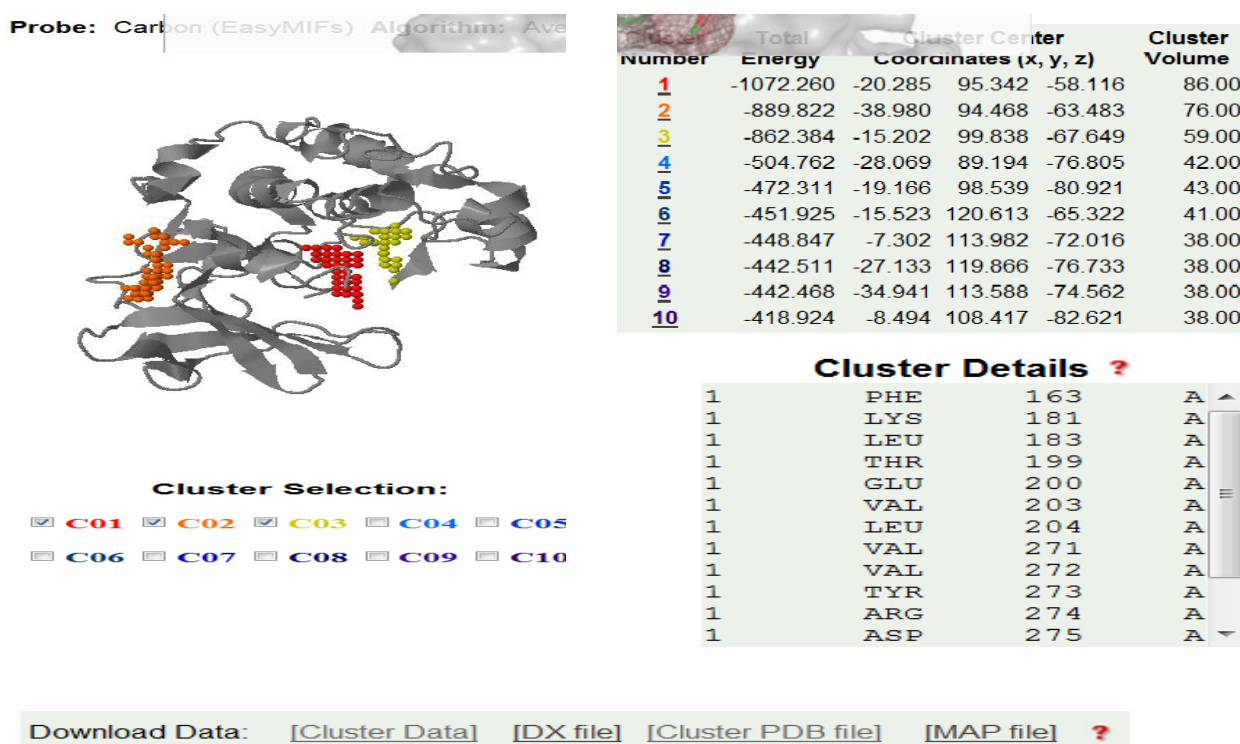 Probe: Carbon (EasyMIFs) Algorithm: Ave
Cluster Number Total Energy Cluster Center Coordinates (x, y, z) Cluster Volume
1 -1072.260 -20.285 95.342 -58.116 86.00
2 -889.822 -38.980 94.468 -63.483 76.00
3 -862.384 -15.202 99.838 -67.649 59.00
4 -504.762 -28.069 89.194 -76.805 42.00
5 -472.311 -19.166 98.539 -80.921 43.00
6 -451.925 -15.523 120.613 -65.322 41.00
7 -448.847 -7.302 113.982 -72.016 38.00
8 -442.511 -27.133 119.866 -76.733 38.00
9 -442.468 -34.941 113.588 -74.562 38.00
10 -418.924 -8.494 108.417 -82.621 38.00
Cluster Details ?
1 PHE 163 A
1 LYS 181 A
1 LEU 183 A
1 THR 199 A
1 GLU 200 A
1 VAL 203 A
1 LEU 204 A
1 VAL 271 A
1 VAL 272 A
1 TYR 273 A
1 ARG 274 A
1 ASP 275 A
Cluster Selection:
C01 C02 C03 C04 C05
C06 C07 C08 C09 C10
Download Data: [Cluster Data] [DX file] [Cluster PDB file] [MAP file] ?